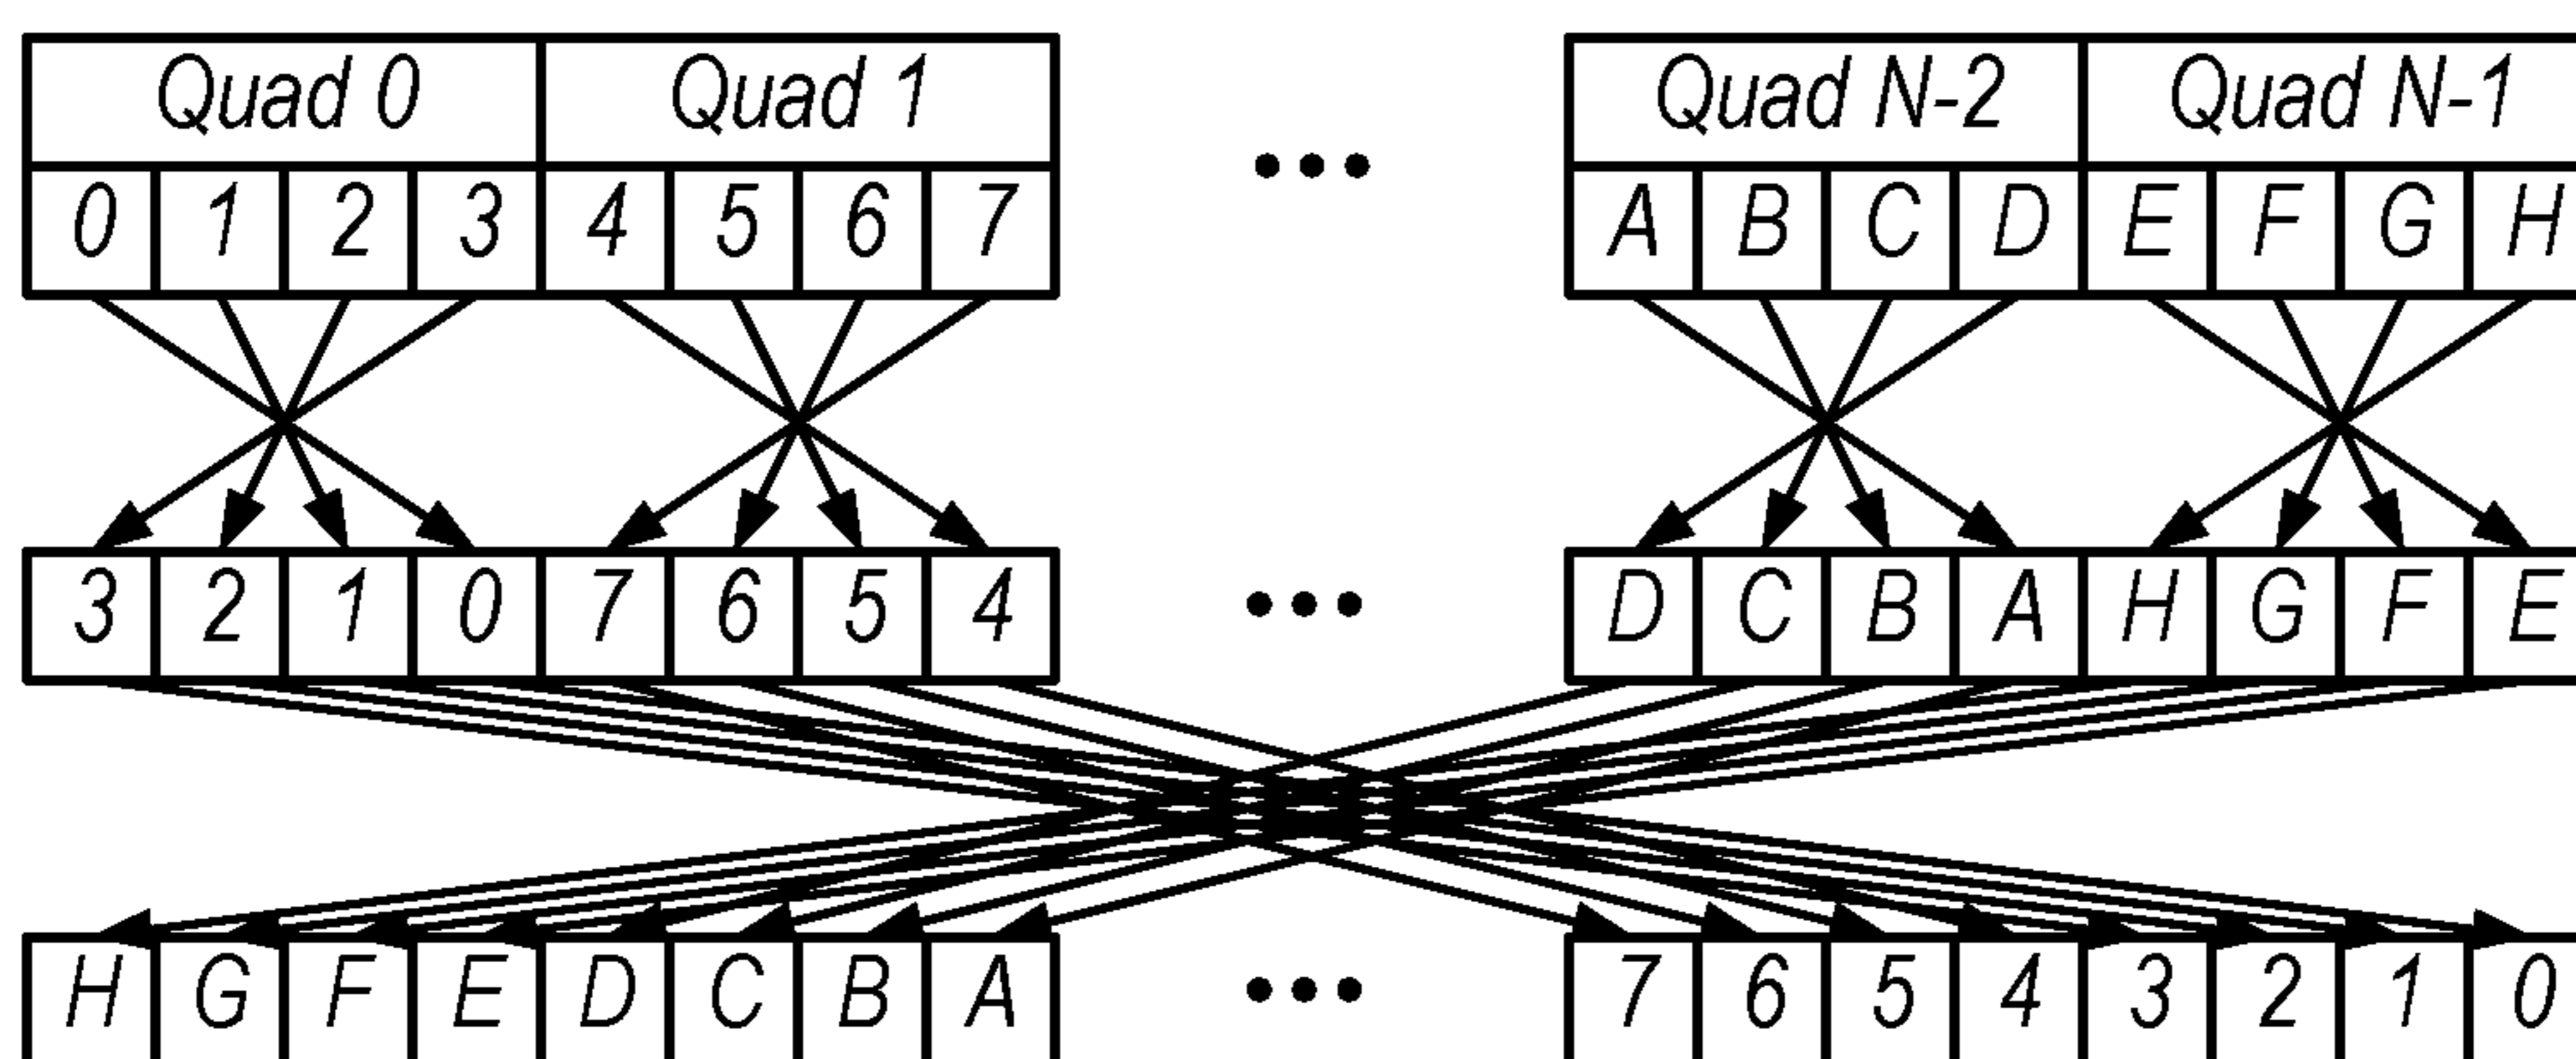 Quad 0 Quad 1 ••• Quad N-2 Quad N-1
0 1 2 3 4 5 6 7 A B C D E F G H
3 2 1 0 7 6 5 4 ••• D C B A H G F E
H G F E D C B A ••• 7 6 5 4 3 2 1 0